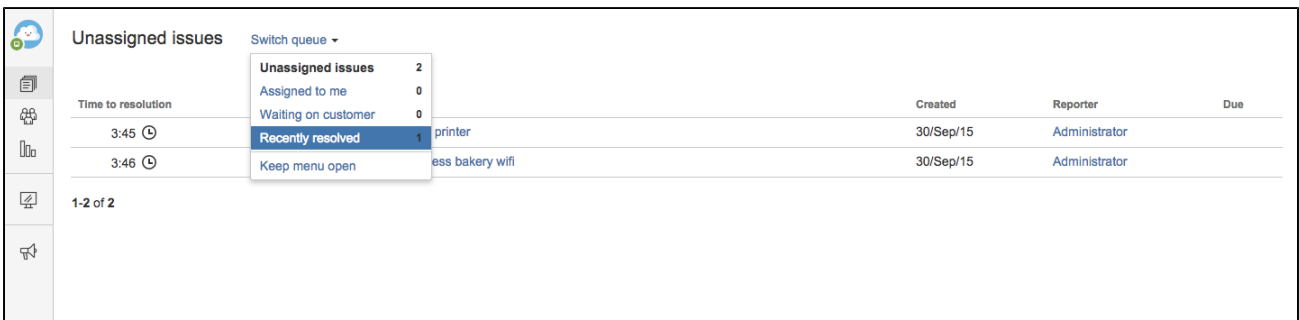 Unassigned issues Switch queue
Unassigned issues 2
Assigned to me 0
Waiting on customer 0
Recently resolved 1
Keep menu open
Time to resolution Created Reporter Due
3:45 printer 30/Sep/15 Administrator
3:46 bakery wifi 30/Sep/15 Administrator
1-2 of 2